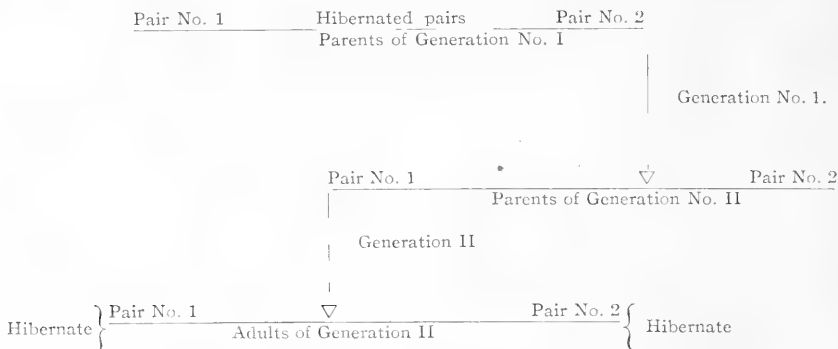 Pair No. 1 Hibernated pairs Pair No. 2
Parents of Generation No. I
Generation No. 1.
Pair No. 1 Pair No. 2
Parents of Generation No. II
Generation II
Hibernate } Pair No. 1 Pair No. 2 { Hibernate
Adults of Generation II